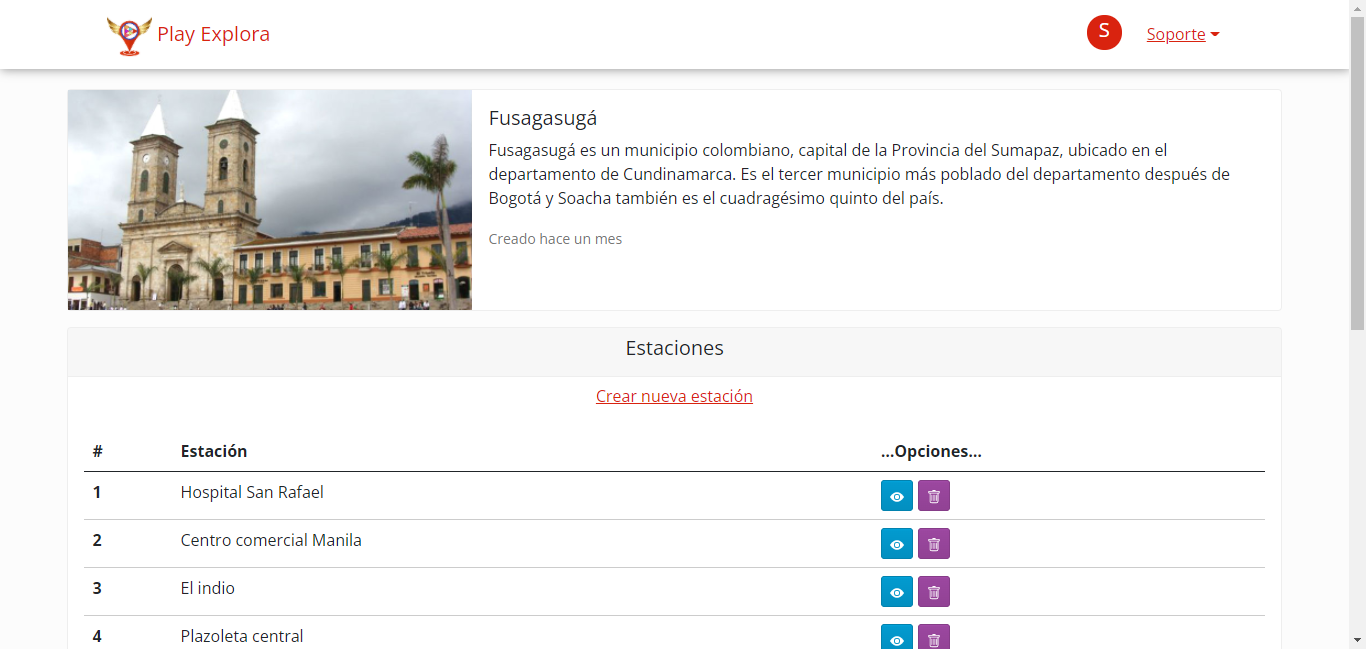 Play Explora
S
Soporte
Fusagasugá
Fusagasugá es un municipio colombiano, capital de la Provincia del Sumapaz, ubicado en el
departamento de Cundinamarca. Es el tercer municipio más poblado del departamento después de
Bogotá y Soacha también es el cuadragésimo quinto del país.
Creado hace un mes
Estaciones
Crear nueva estación
# Estación ...Opciones...
1 Hospital San Rafael
2 Centro comercial Manila
3 El indio
4 Plazoleta central